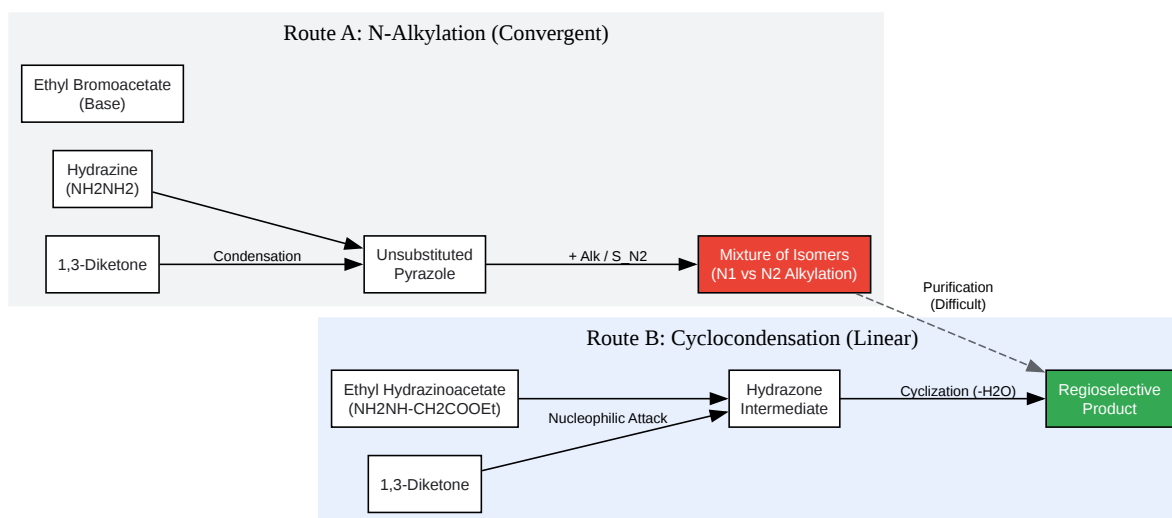 Route A: N-Alkylation (Convergent)
Ethyl Bromoacetate
(Base)
Hydrazine
(NH2NH2)
1,3-Diketone
Condensation
Unsubstituted
Pyrazole
+ Alk / S_N2
Mixture of Isomers
(N1 vs N2 Alkylation)
Purification
(Difficult)
Route B: Cyclocondensation (Linear)
Ethyl Hydrazinoacetate
(NH2NH-CH2COOEt)
Nucleophilic Attack
1,3-Diketone
Hydrazone
Intermediate
Cyclization (-H2O)
Regioselective
Product